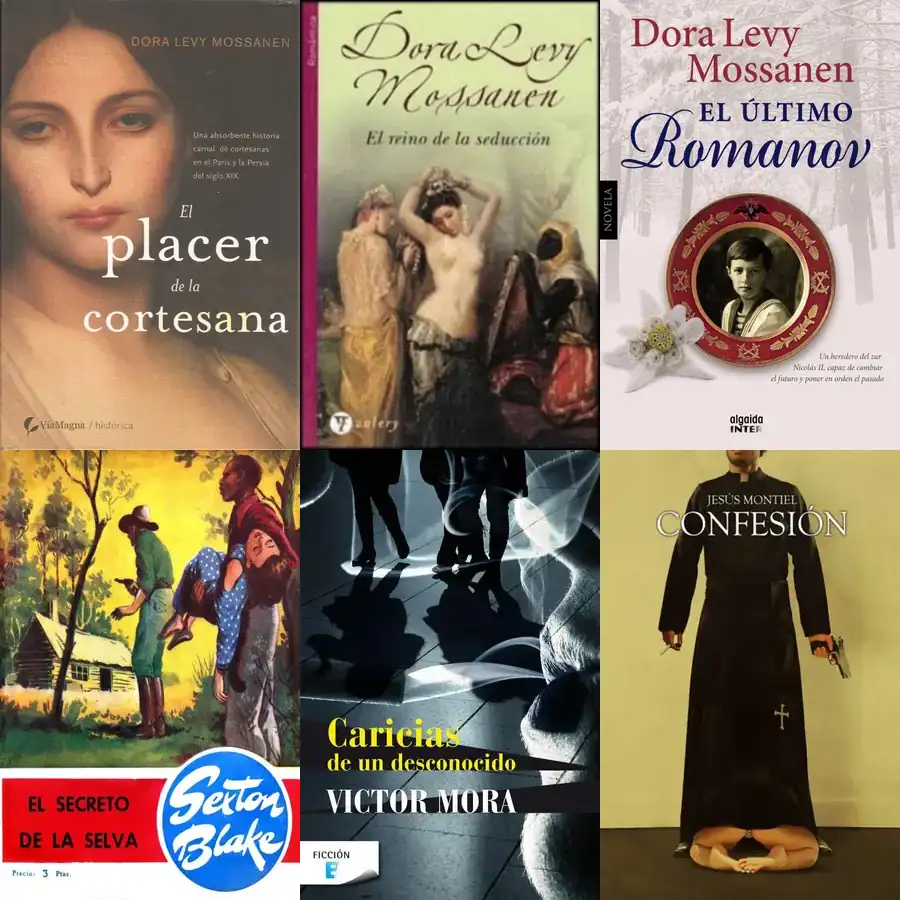 DORA LEVY MOSSANEN
Una absorbente historia
carnal de cortesanas
en el París y la Persia
del siglo XIX.
El
placer
de la
cortesana
VíaMagna / histórica
Romántica
Dora Levy
Mossanen
El reino de la seducción
zalery
Dora Levy
Mossanen
EL ÚLTIMO
Romanov
NOVELA
Un heredero del zar
Nicolás II, capaz de cambiar
el futuro y poner en orden el pasado
algaida
INTER
EL SECRETO
DE LA SELVA
Precio: 3 Ptas.
Sexton
Blake
Caricias
de un desconocido
VICTOR MORA
FICCIÓN
B
JESÚS MONTIEL
CONFESIÓN